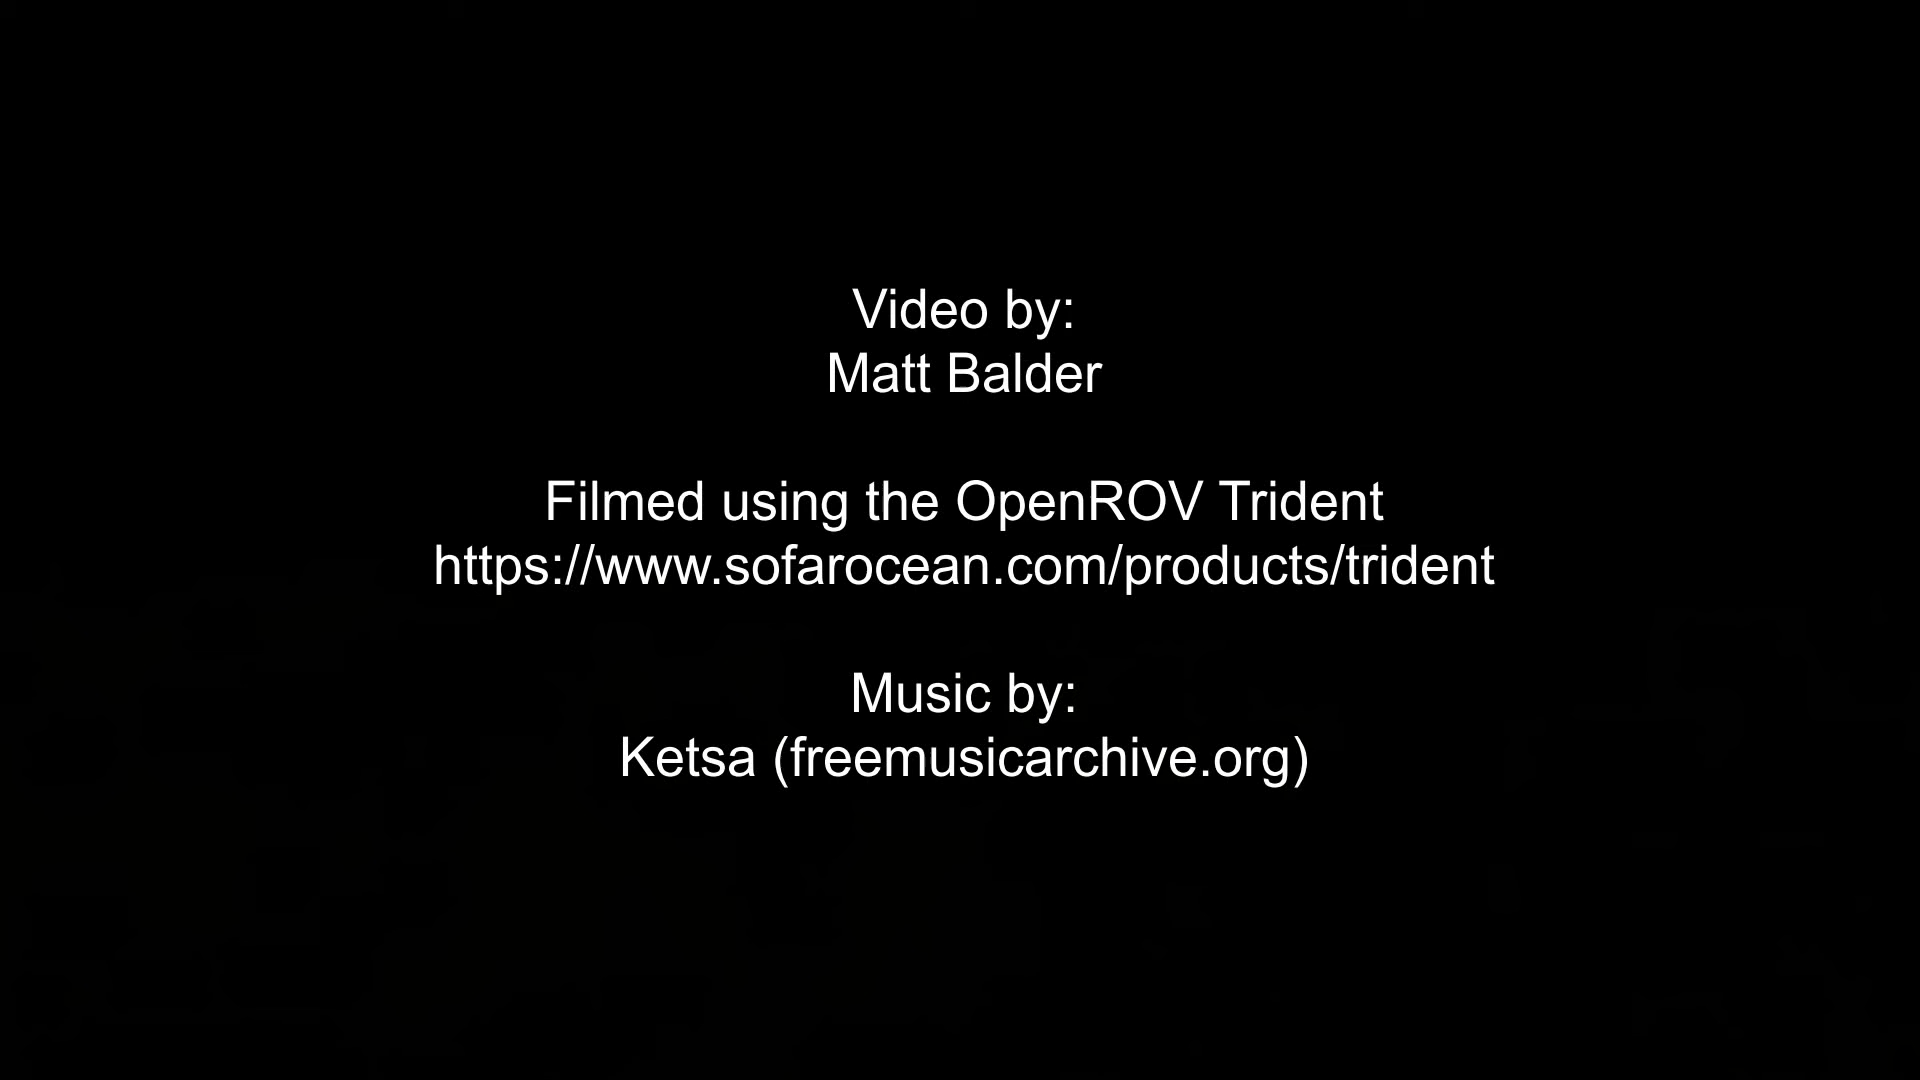 Video by:
Matt Balder
Filmed using the OpenROV Trident
https://www.sofarocean.com/products/trident
Music by:
Ketsa (freemusicarchive.org)